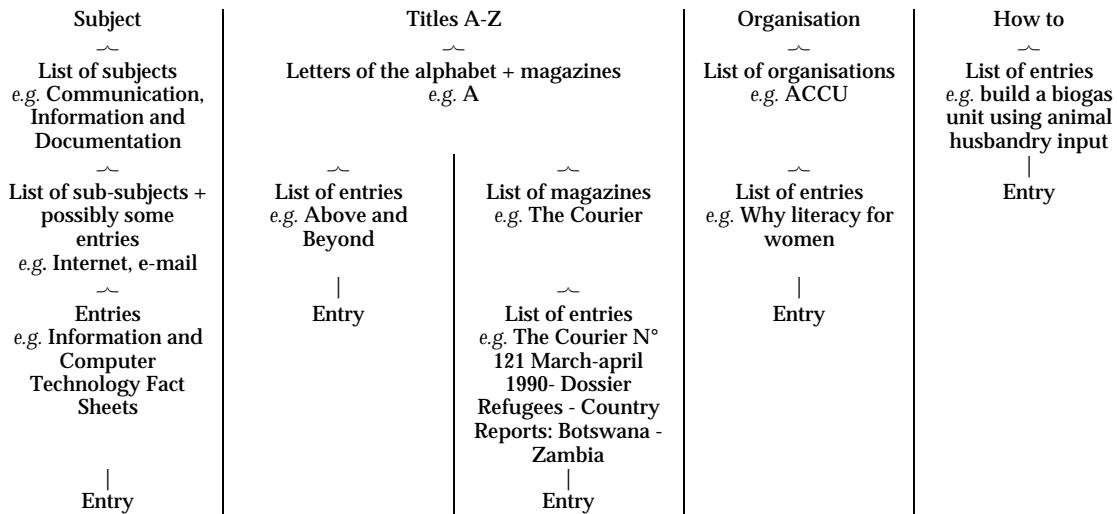 Subject
List of subjects
e.g. Communication,
Information and
Documentation
List of sub-subjects +
possibly some
entries
e.g. Internet, e-mail
Entries
e.g. Information and
Computer
Technology Fact
Sheets
Entry
Titles A-Z
Letters of the alphabet + magazines
e.g. A
List of entries
e.g. Above and
Beyond
Entry
List of magazines
e.g. The Courier
List of entries
e.g. The Courier N°
121 March-april
1990- Dossier
Refugees - Country
Reports: Botswana -
Zambia
Entry
Organisation
List of organisations
e.g. ACCU
List of entries
e.g. Why literacy for
women
Entry
How to
List of entries
e.g. build a biogas
unit using animal
husbandry input
Entry